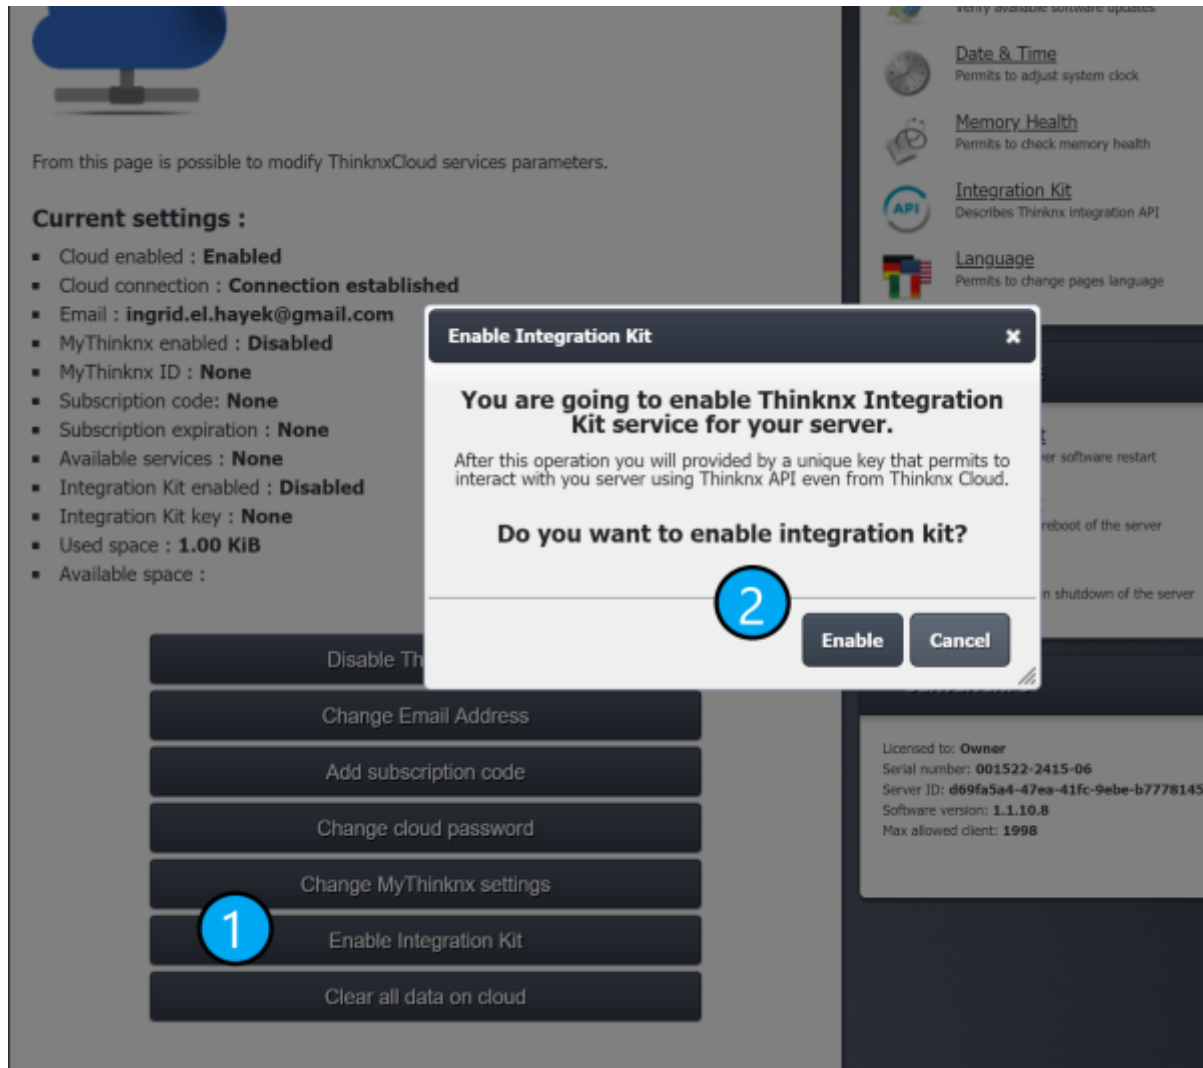 From this page is possible to modify ThinknxCloud services parameters.
Current settings :
Cloud enabled : Enabled
Cloud connection : Connection established
Email : ingrid.el.hayek@gmail.com
MyThinknx enabled : Disabled
MyThinknx ID : None
Subscription code: None
Subscription expiration : None
Available services : None
Integration Kit enabled : Disabled
Integration Kit key : None
Used space : 1.00 KiB
Available space :
Disable Th
Change Email Address
Add subscription code
Change cloud password
Change MyThinknx settings
1
Enable Integration Kit
Clear all data on cloud
Enable Integration Kit
You are going to enable Thinknx Integration
Kit service for your server.
After this operation you will provided by a unique key that permits to
interact with you server using Thinknx API even from Thinknx Cloud.
Do you want to enable integration kit?
2
Enable
Cancel
verify available software updates
Date & Time
Permits to adjust system clock
Memory Health
Permits to check memory health
API
Integration Kit
Describes Thinknx integration API
Language
Permits to change pages language
er software restart
reboot of the server
n shutdown of the server
Licensed to: Owner
Serial number: 001522-2415-06
Server ID: d69fa5a4-47ea-41fc-9ebe-b7778145
Software version: 1.1.10.8
Max allowed client: 1998